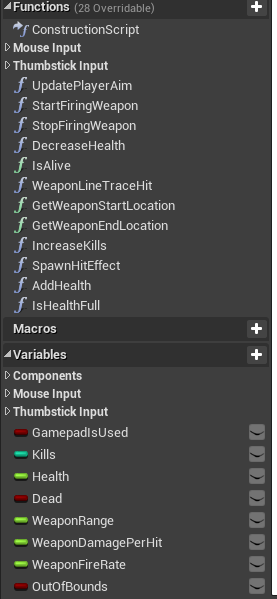 Functions (28 Overridable)
ConstructionScript
Mouse Input
Thumbstick Input
UpdatePlayerAim
StartFiringWeapon
StopFiringWeapon
DecreaseHealth
IsAlive
WeaponLineTraceHit
GetWeaponStartLocation
GetWeaponEndLocation
IncreaseKills
SpawnHitEffect
AddHealth
IsHealthFull
Macros
Variables
Components
Mouse Input
Thumbstick Input
GamepadIsUsed
Kills
Health
Dead
WeaponRange
WeaponDamagePerHit
WeaponFireRate
OutOfBounds